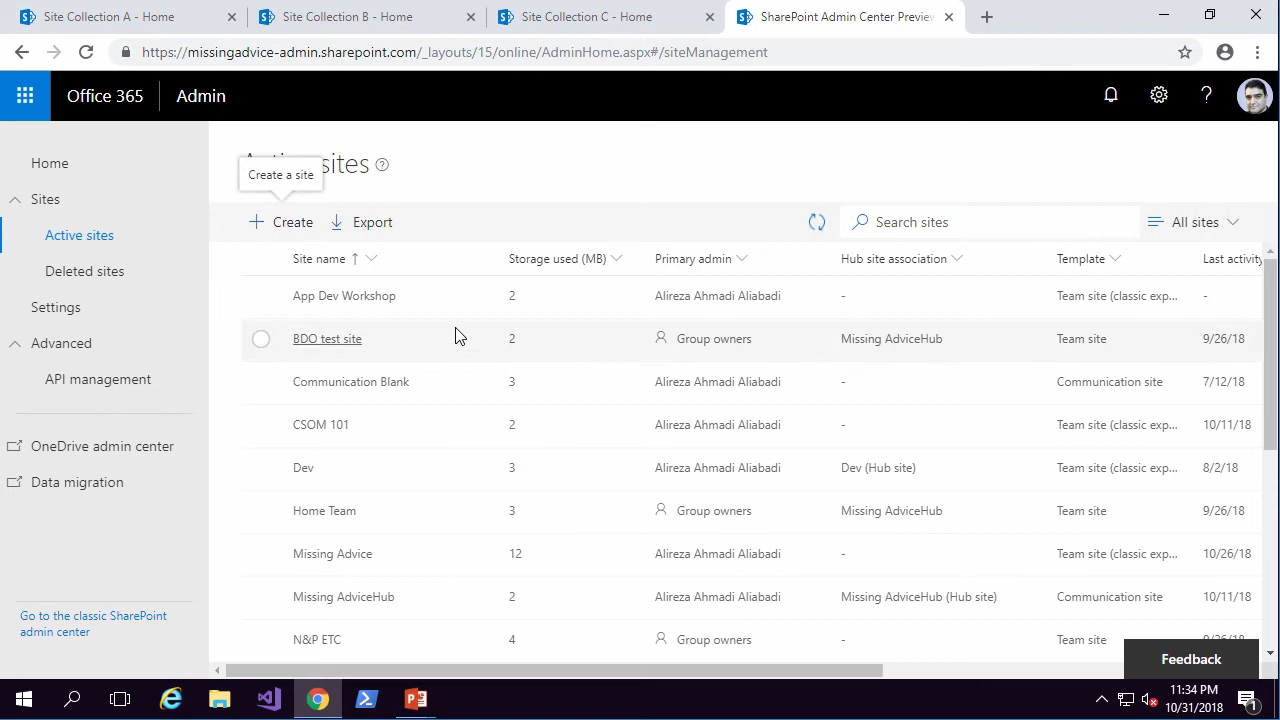 Site Collection A - Home
Site Collection B - Home
Site Collection C - Home
SharePoint Admin Center Preview
https://missingadvice-admin.sharepoint.com/_layouts/15/online/AdminHome.aspx#/siteManagement
Office 365
Admin
Home
Sites
Active sites
Deleted sites
Settings
Advanced
API management
OneDrive admin center
Data migration
Go to the classic SharePoint
admin center
sites
Create a site
Create
Export
Search sites
All sites
Site name Storage used (MB) Primary admin Hub site association Template Last activity
App Dev Workshop 2 Alireza Ahmadi Aliabadi - Team site (classic exp... -
BDO test site 2 Group owners Missing AdviceHub Team site 9/26/18
Communication Blank 3 Alireza Ahmadi Aliabadi - Communication site 7/12/18
CSOM 101 2 Alireza Ahmadi Aliabadi - Team site (classic exp... 10/11/18
Dev 3 Alireza Ahmadi Aliabadi Dev (Hub site) Team site (classic exp... 8/2/18
Home Team 3 Group owners Missing AdviceHub Team site 9/26/18
Missing Advice 12 Alireza Ahmadi Aliabadi - Team site (classic exp... 10/26/18
Missing AdviceHub 2 Alireza Ahmadi Aliabadi Missing AdviceHub (Hub site) Communication site 10/11/18
N&P ETC 4 Group owners - Team site
Feedback
11:34 PM
10/31/2018
1